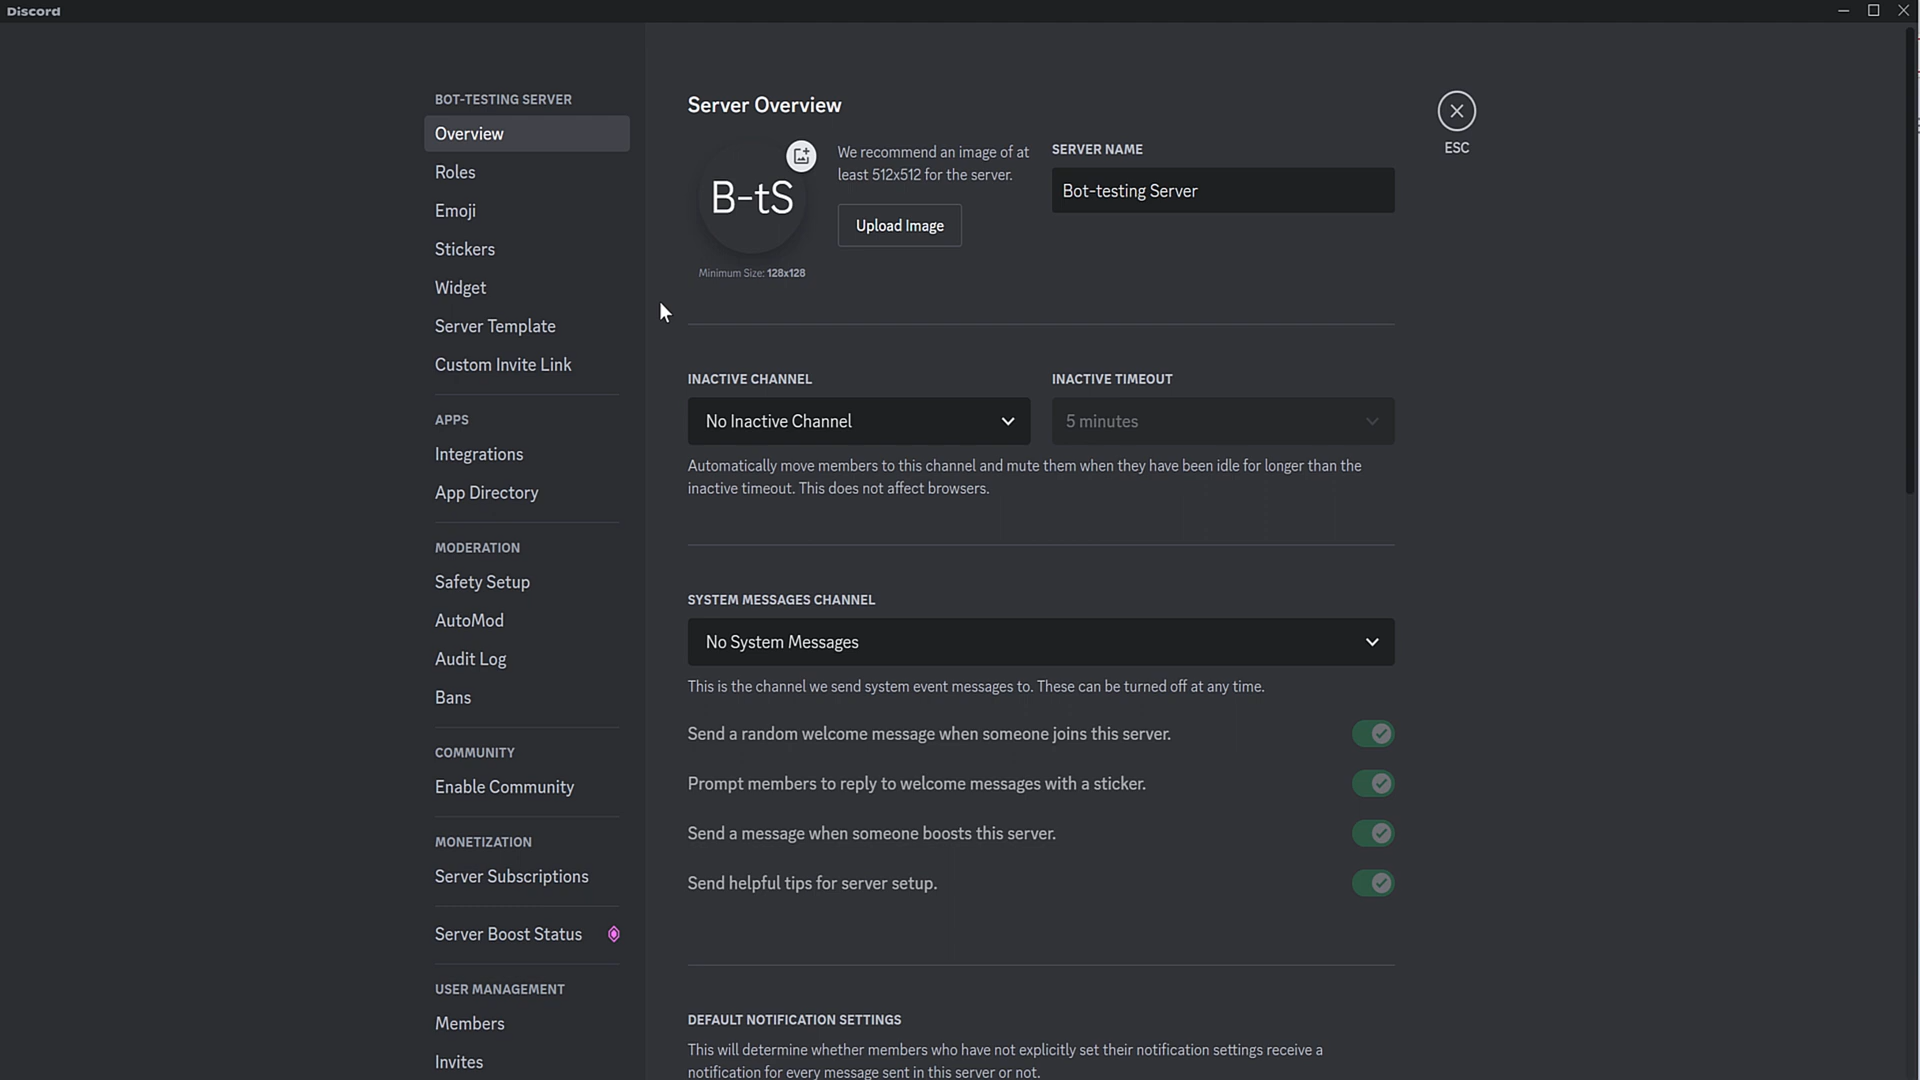 Discord
BOT-TESTING SERVER
Overview
Roles
Emoji
Stickers
Widget
Server Template
Custom Invite Link
APPS
Integrations
App Directory
MODERATION
Safety Setup
AutoMod
Audit Log
Bans
COMMUNITY
Enable Community
MONETIZATION
Server Subscriptions
Server Boost Status
USER MANAGEMENT
Members
Invites
Server Overview
B-tS
Minimum Size: 128x128
We recommend an image of at
least 512x512 for the server.
Upload Image
SERVER NAME
Bot-testing Server
ESC
INACTIVE CHANNEL
No Inactive Channel
INACTIVE TIMEOUT
5 minutes
Automatically move members to this channel and mute them when they have been idle for longer than the
inactive timeout. This does not affect browsers.
SYSTEM MESSAGES CHANNEL
No System Messages
This is the channel we send system event messages to. These can be turned off at any time.
Send a random welcome message when someone joins this server.
Prompt members to reply to welcome messages with a sticker.
Send a message when someone boosts this server.
Send helpful tips for server setup.
DEFAULT NOTIFICATION SETTINGS
This will determine whether members who have not explicitly set their notification settings receive a
notification for every message sent in this server or not.